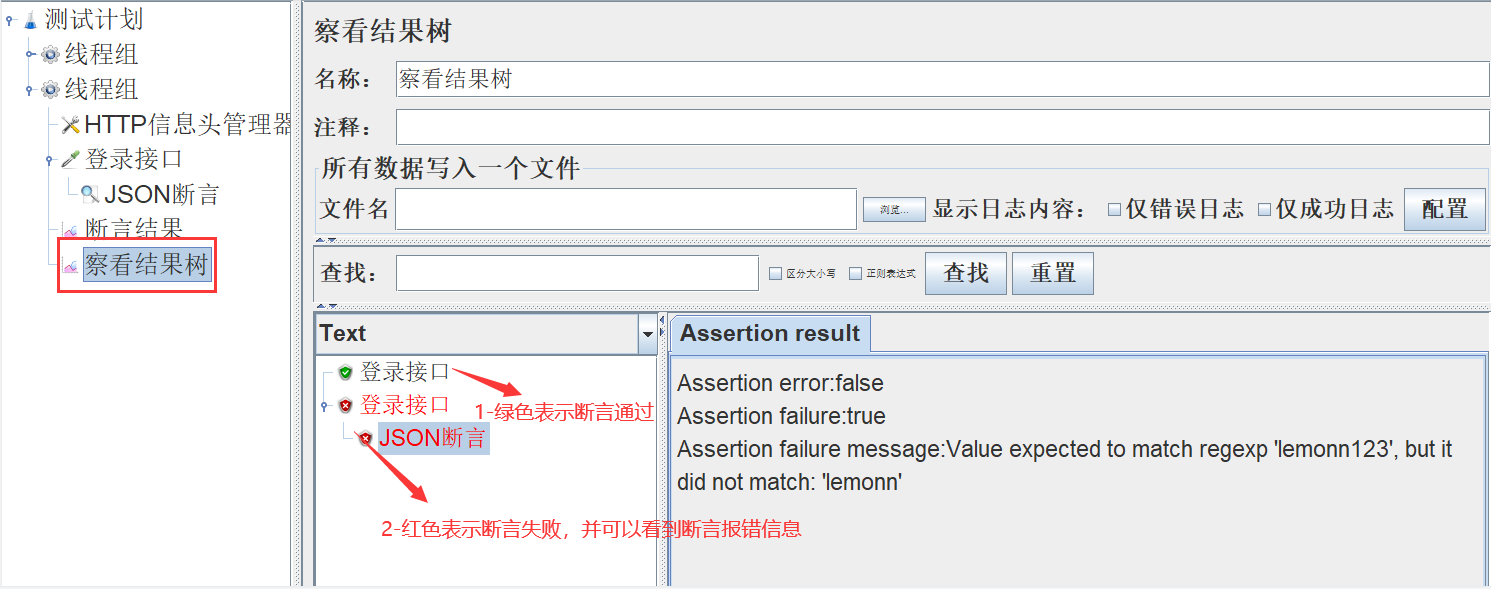 测试计划
线程组
线程组
HTTP信息头管理器
登录接口
JSON断言
断言结果
察看结果树
察看结果树
名称： 察看结果树
注释：
所有数据写入一个文件
文件名 浏览... 显示日志内容： 仅错误日志 仅成功日志 配置
查找： 区分大小写 正则表达式 查找 重置
Text
登录接口
登录接口
JSON断言
1-绿色表示断言通过
2-红色表示断言失败，并可以看到断言报错信息
Assertion result
Assertion error:false
Assertion failure:true
Assertion failure message:Value expected to match regexp 'lemonn123', but it
did not match: 'lemonn'